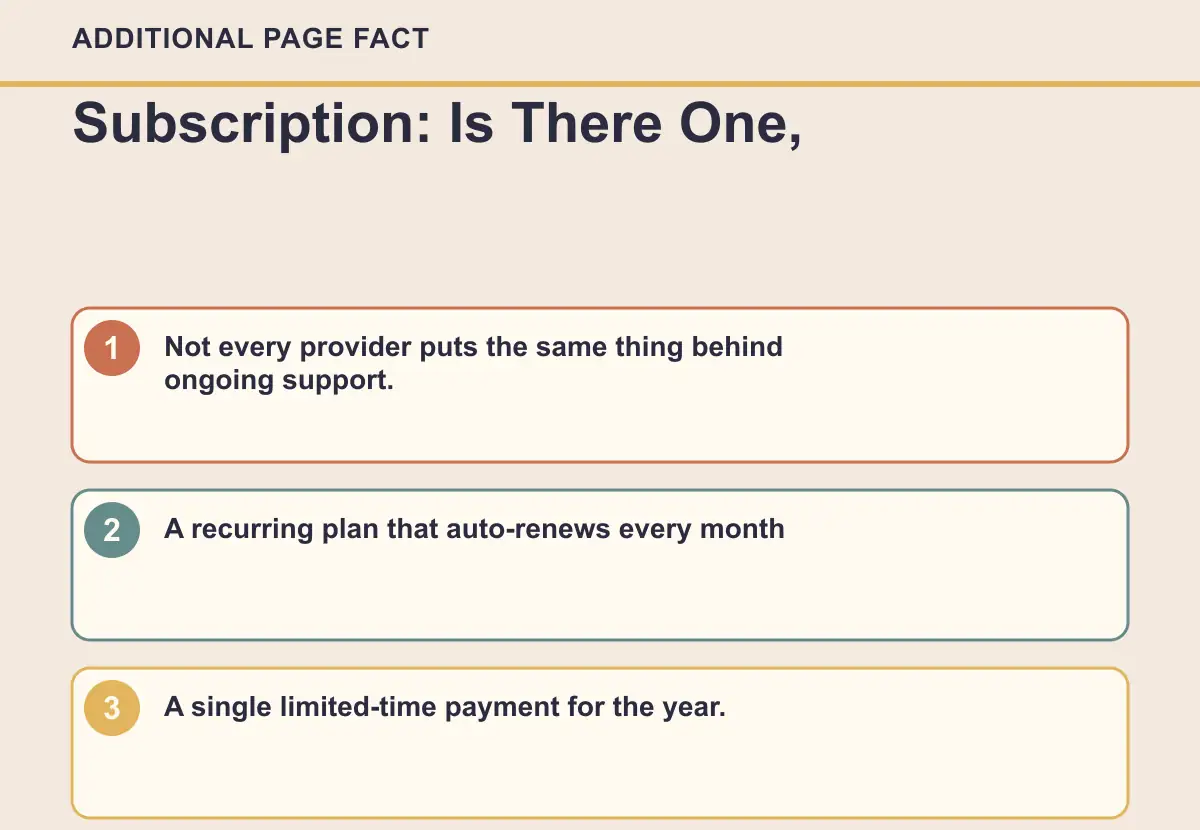 ADDITIONAL PAGE FACT
Subscription: Is There One,
1
Not every provider puts the same thing behind
ongoing support.
2
A recurring plan that auto-renews every month
3
A single limited-time payment for the year.